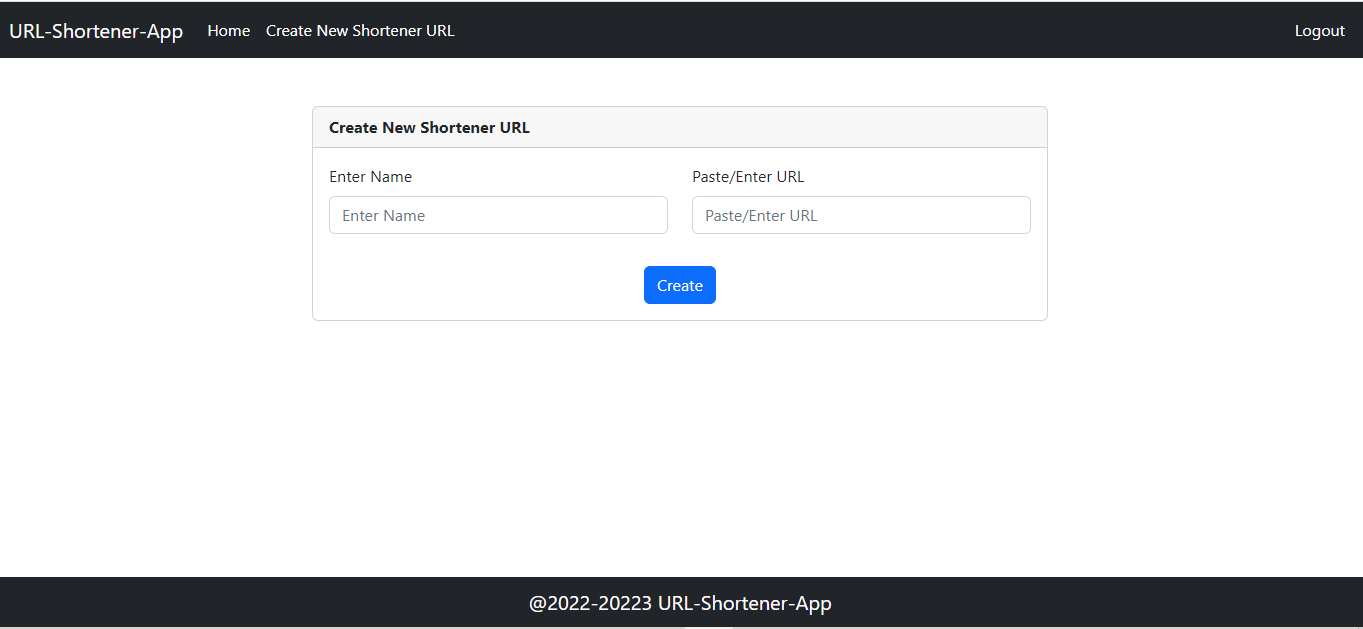 URL-Shortener-App Home Create New Shortener URL Logout
Create New Shortener URL
Enter Name Paste/Enter URL
Enter Name Paste/Enter URL
Create
@2022-20223 URL-Shortener-App